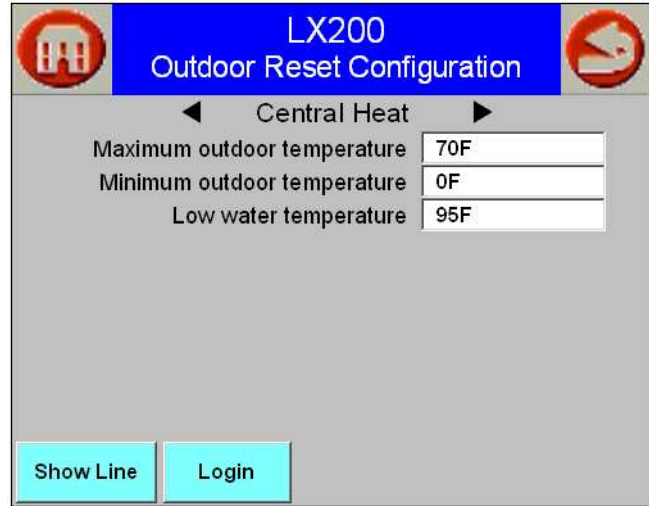 LX200
Outdoor Reset Configuration
Central Heat
Maximum outdoor temperature 70F
Minimum outdoor temperature 0F
Low water temperature 95F
Show Line Login